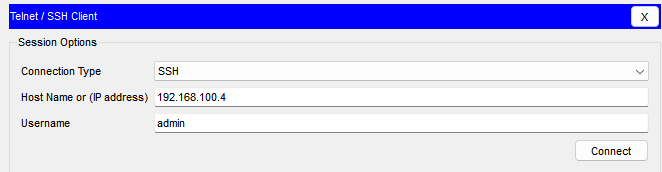 Telnet / SSH Client X
Session Options
Connection Type SSH
Host Name or (IP address) 192.168.100.4
Username admin
Connect